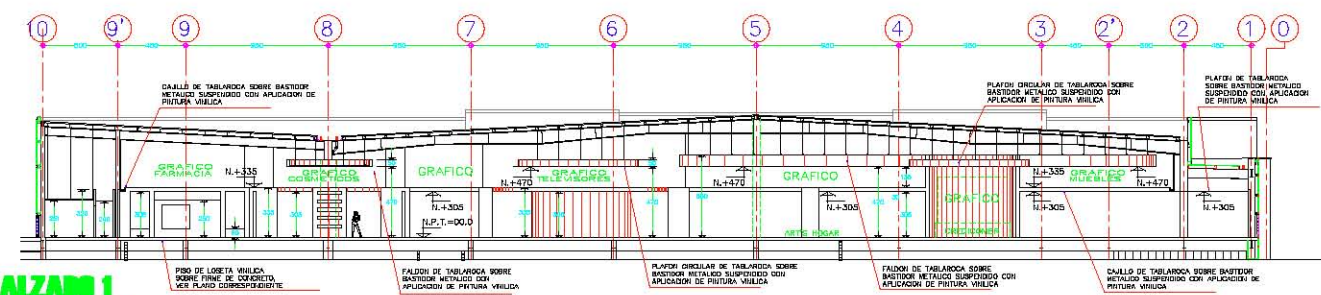 10 9' 9 8 7 6 5 4 3 2' 2 1 0
CAJILLO DE TABLAROCA SOBRE BASTIDOR
METALICO SUSPENDIDO CON APLICACION DE
PINTURA VINILICA
PLAFON CIRCULAR DE TABLAROCA SOBRE
BASTIDOR METALICO SUSPENDIDO CON
APLICACION DE PINTURA VINILICA
PLAFON DE TABLAROCA
SOBRE BASTIDOR METALICO
SUSPENDIDO CON APLICACION
DE PINTURA VINILICA
GRAFICO
FARMACIA
N.+335
GRAFICO
COSMETICOS
GRAFICO
N.+470
GRAFICO
TELEVISORES
N.+470
GRAFICO
N.+335
GRAFICO
MUEBLES
N.+470
N.+305
N.P.T.=00.0
N.+305
GRAFICO
N.+305
N.+305
ARTS HOGAR
PISO DE LOSETA VINILICA
SOBRE FIRME DE CONCRETO,
VER PLANO CORRESPONDIENTE
FALDON DE TABLAROCA SOBRE
BASTIDOR METALICO CON
APLICACION DE PINTURA VINILICA
PLAFON CIRCULAR DE TABLAROCA SOBRE
BASTIDOR METALICO SUSPENDIDO CON
APLICACION DE PINTURA VINILICA
FALDON DE TABLAROCA SOBRE
BASTIDOR METALICO SUSPENDIDO CON
APLICACION DE PINTURA VINILICA
CAJILLO DE TABLAROCA SOBRE BASTIDOR
METALICO SUSPENDIDO CON APLICACION DE
PINTURA VINILICA
ALZADO 1